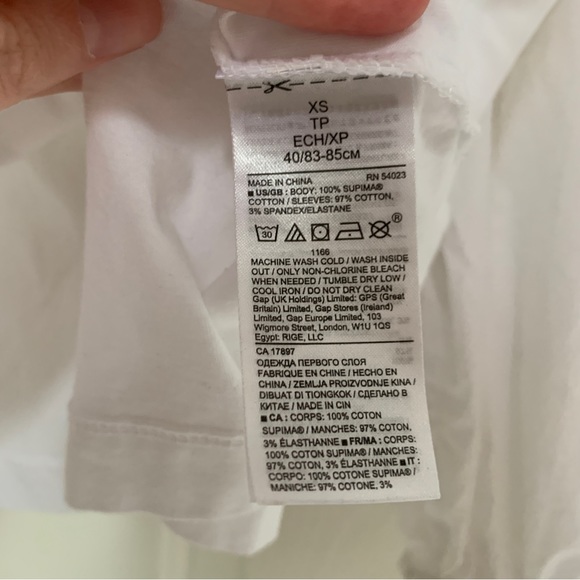 XS
TP
ECH/XP
40/83-85см
MADE IN CHINA RN 54023
■ US/GB : BODY: 100% SUPIMA®
COTTON / SLEEVES: 97% COTTON,
3% SPANDEX/ELASTANE
30 ®
1166
MACHINE WASH COLD / WASH INSIDE
OUT / ONLY NON-CHLORINE BLEACH
WHEN NEEDED / TUMBLE DRY LOW /
COOL IRON / DO NOT DRY CLEAN
Gap (UK Holdings) Limited: GPS (Great
Britain) Limited, Gap Stores (Ireland)
Limited, Gap Europe Limited, 103
Wigmore Street, London, W1U 1QS
Egypt: RIGE, LLC
CA 17897
ОДЕЖДА ПЕРВОГО СЛОЯ
FABRIQUE EN CHINE / HECHO EN
CHINA / ZEMLJA PROIZVODNJE KINA /
DIBUAT DI TIONGKOK / СДЕЛАНО В
КИТАЕ / MADE IN CIN
■ CA : CORPS: 100% COTON
SUPIMA® / MANCHES: 97% COTON,
3% ÉLASTHANNE ■ FR/MA : CORPS:
100% COTON SUPIMA® / MANCHES:
97% COTON, 3% ÉLASTHANNE ■ IT :
CORPO: 100% COTONE SUPIMA® /
MANICHE: 97% COTONE, 3%